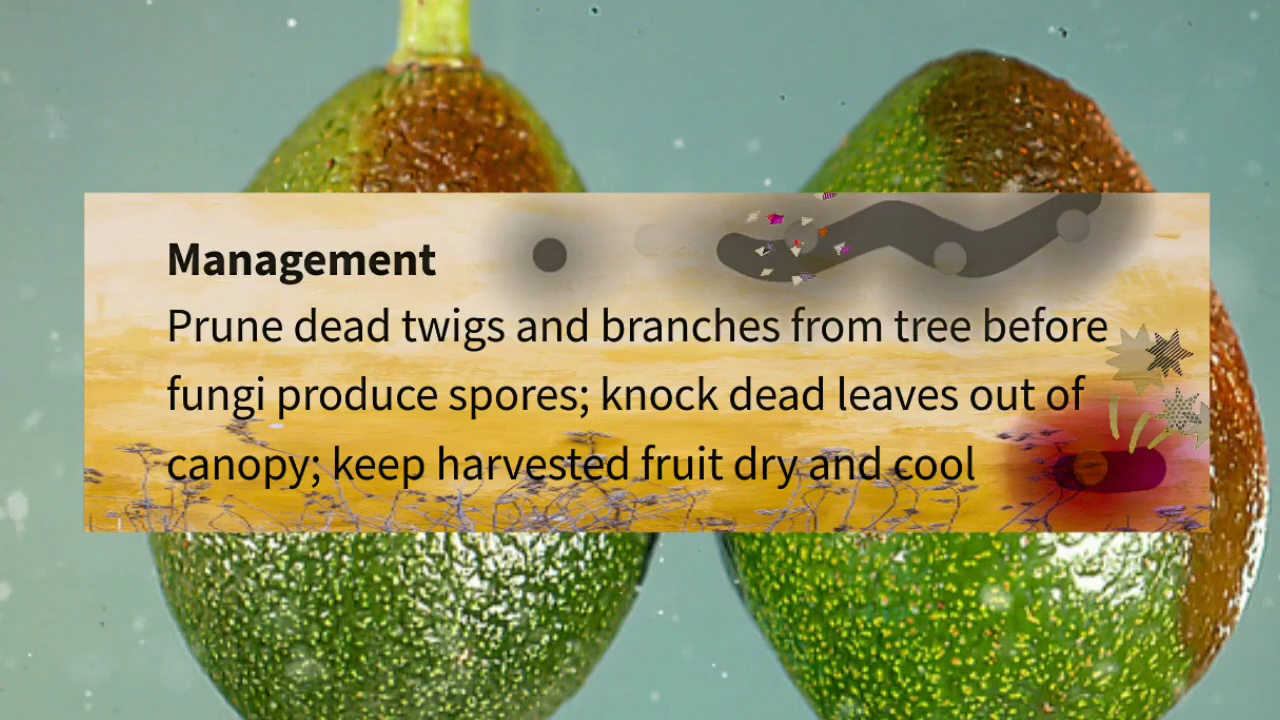 Management
Prune dead twigs and branches from tree before
fungi produce spores; knock dead leaves out of
canopy; keep harvested fruit dry and cool